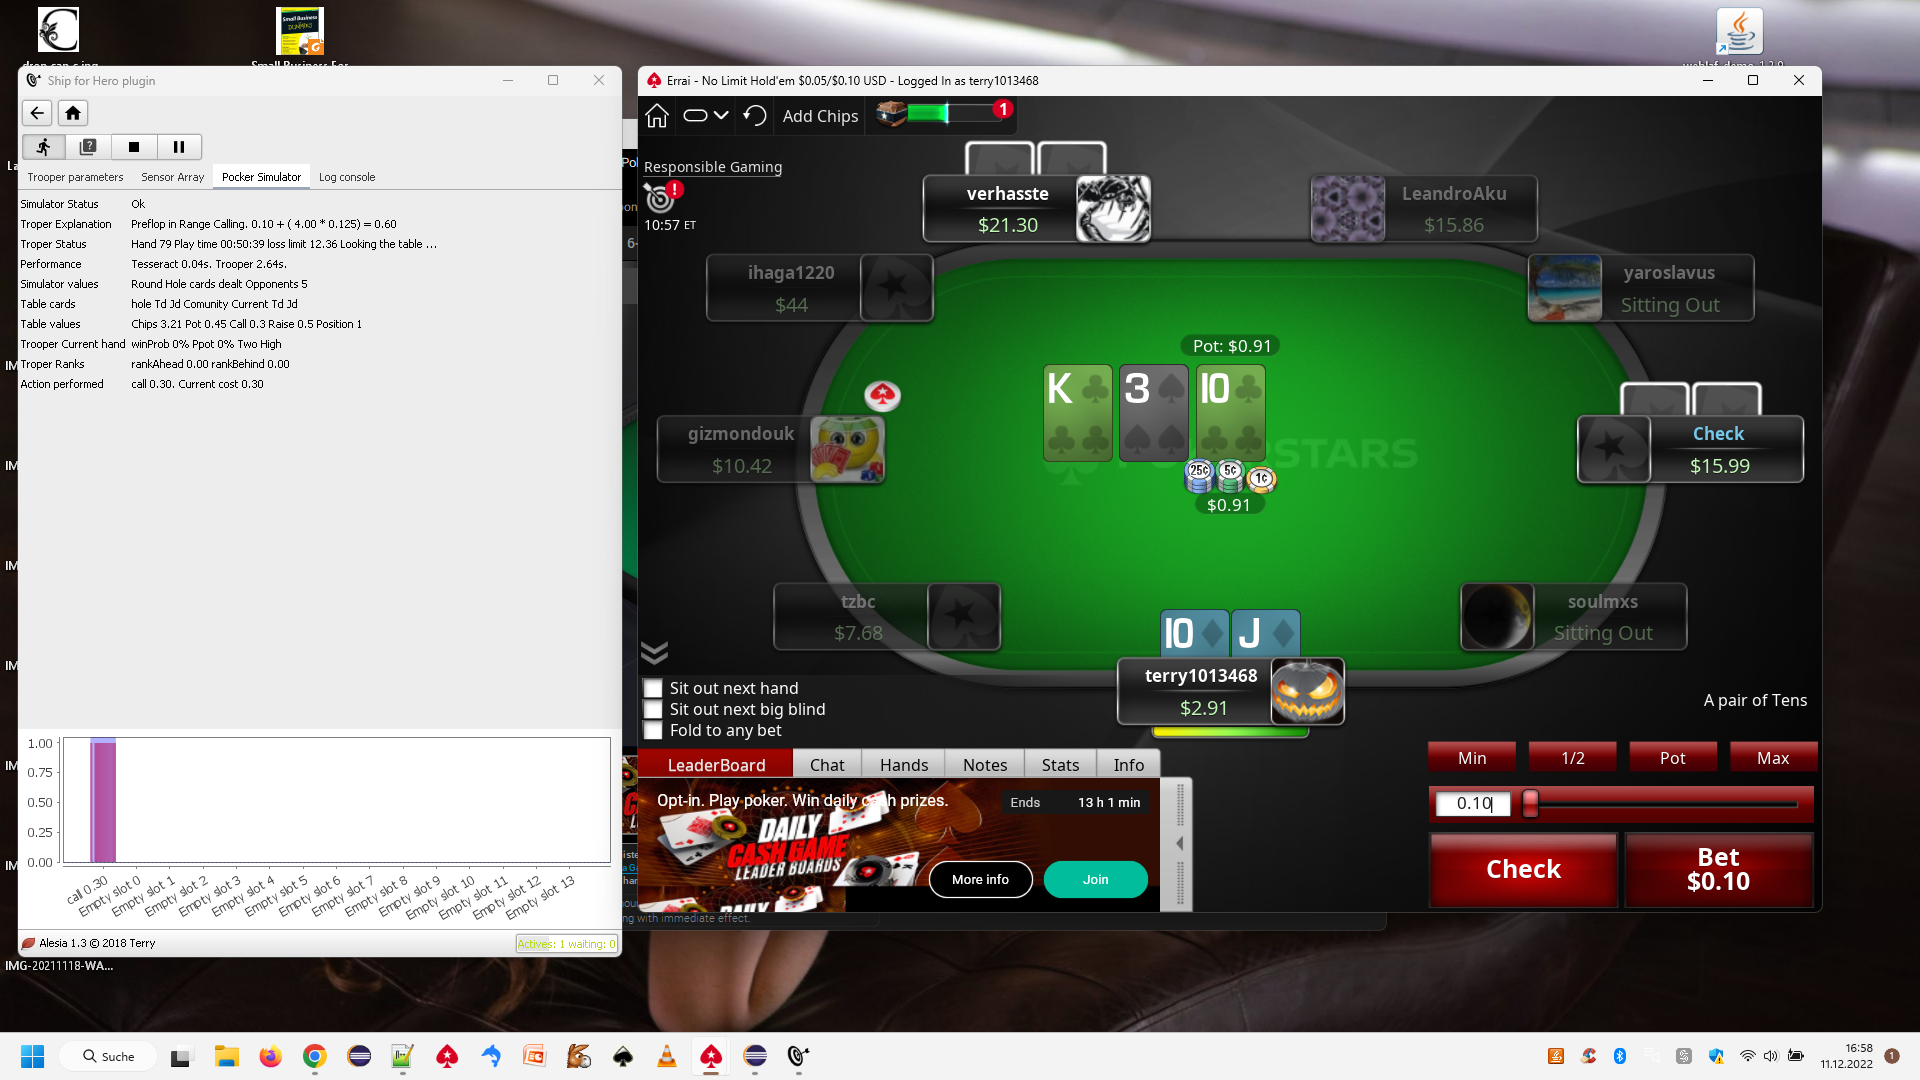 Ship for Hero plugin
Trooper parameters
Sensor Array
Pocker Simulator
Log console
Simulator Status Ok
Troper Explanation Preflop in Range Calling. 0.10 + ( 4.00 * 0.125) = 0.60
Troper Status Hand 79 Play time 00:50:39 loss limit 12.36 Looking the table ...
Performance Tesseract 0.04s. Trooper 2.64s.
Simulator values Round Hole cards dealt Opponents 5
Table cards hole Td Jd Comunity Current Td Jd
Table values Chips 3.21 Pot 0.45 Call 0.3 Raise 0.5 Position 1
Trooper Current hand winProb 0% Ppot 0% Two High
Troper Ranks rankAhead 0.00 rankBehind 0.00
Action performed call 0.30. Current cost 0.30
1.00
0.75
0.50
0.25
0.00
call 0.30
Empty slot 0
Empty slot 1
Empty slot 2
Empty slot 3
Empty slot 4
Empty slot 5
Empty slot 6
Empty slot 7
Empty slot 8
Empty slot 9
Empty slot 10
Empty slot 11
Empty slot 12
Empty slot 13
Alesia 1.3 © 2018 Terry
Actives: 1 waiting: 0
IMG-20211118-WA...
Errai - No Limit Hold'em $0.05/$0.10 USD - Logged In as terry1013468
Add Chips
1
Responsible Gaming
!
10:57 ET
verhasste
$21.30
LeandroAku
$15.86
ihaga1220
$44
yaroslavus
Sitting Out
Pot: $0.91
K
3
10
gizmondouk
$10.42
STARS
Check
$15.99
25¢
5¢
1¢
$0.91
tzbc
$7.68
10
J
soulmxs
Sitting Out
terry1013468
$2.91
Sit out next hand
Sit out next big blind
Fold to any bet
A pair of Tens
LeaderBoard
Chat
Hands
Notes
Stats
Info
Min
1/2
Pot
Max
0.10
Opt-in. Play poker. Win daily cash prizes.
Ends 13 h 1 min
DAILY
CASH GAME
LEADER BOARDS
More info
Join
Check
Bet
$0.10
ng with immediate effect.
Suche
16:58
11.12.2022
1